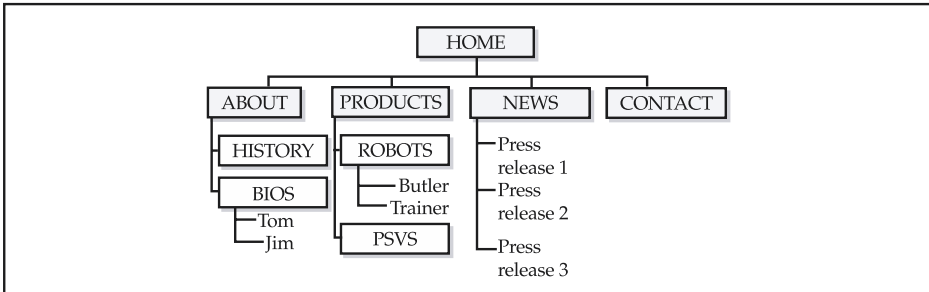 HOME
ABOUT
PRODUCTS
NEWS
CONTACT
HISTORY
BIOS
Tom
Jim
ROBOTS
Butler
Trainer
PSVS
Press
release 1
Press
release 2
Press
release 3